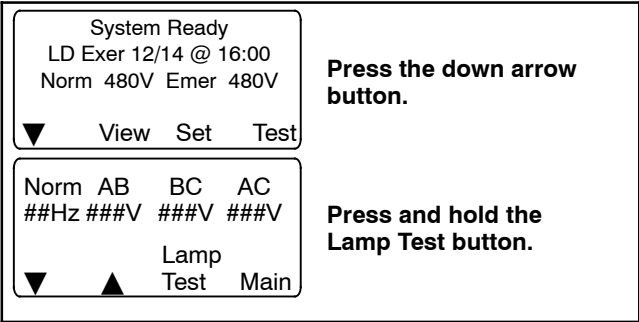 System Ready
LD Exer 12/14 @ 16:00
Norm 480V Emer 480V
▼ View Set Test
Press the down arrow
button.
Norm AB BC AC
##Hz ###V ###V ###V
Lamp
▼ ▲ Test Main
Press and hold the
Lamp Test button.